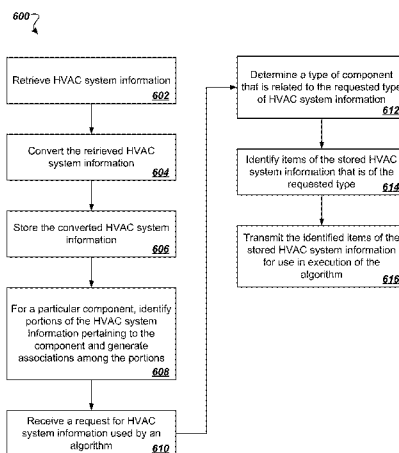 600
Retrieve HVAC system information
602
Convert the retrieved HVAC
system information
604
Store the converted HVAC system
information
606
For a particular component, identify
portions of the HVAC system
Information pertaining to the
component and generate
associations among the portions
608
Receive a request for HVAC
system information used by an
algorithm
610
Determine a type of component
that is related to the requested type
of HVAC system information
612
Identify items of the stored HVAC
system information that is of the
requested type
614
Transmit the identified items of the
stored HVAC system information
for use in execution of the
algorithm
616